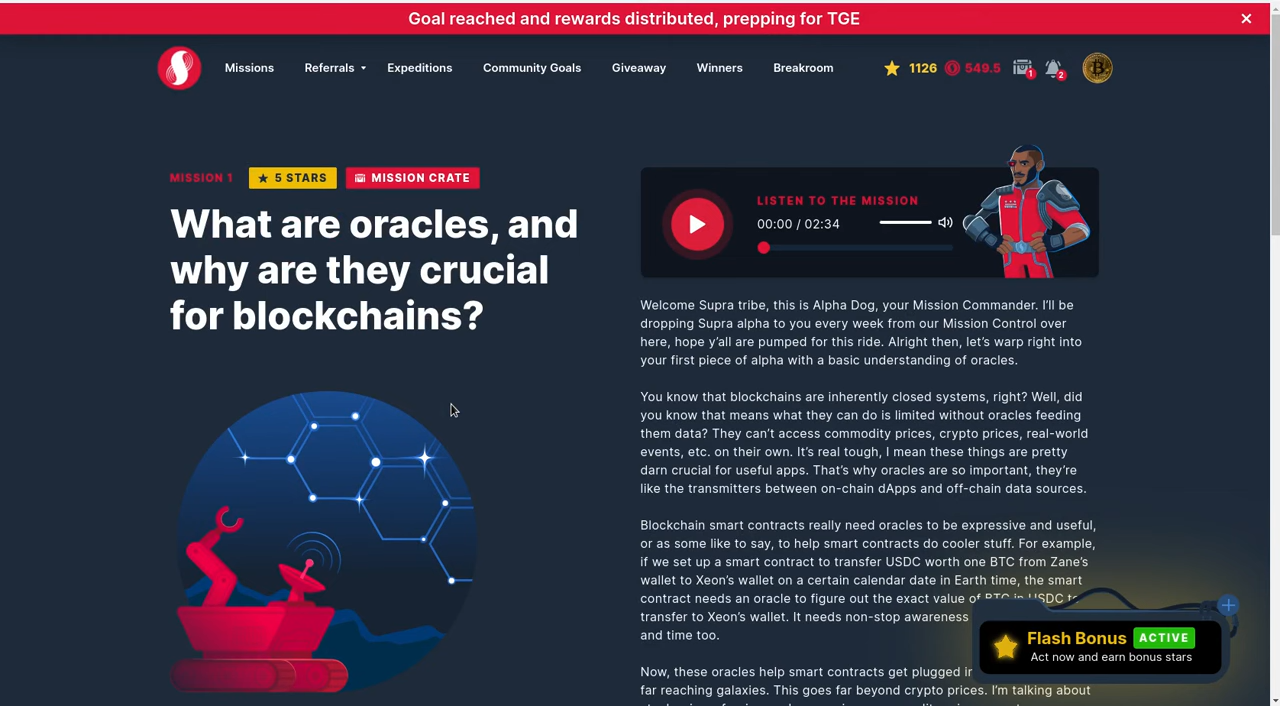 Goal reached and rewards distributed, prepping for TGE
Missions Referrals Expeditions Community Goals Giveaway Winners Breakroom 1126 549.5 1 2
MISSION 1 5 STARS MISSION CRATE
What are oracles, and
why are they crucial
for blockchains?
LISTEN TO THE MISSION
00:00 / 02:34
Welcome Supra tribe, this is Alpha Dog, your Mission Commander. I’ll be
dropping Supra alpha to you every week from our Mission Control over
here, hope y’all are pumped for this ride. Alright then, let’s warp right into
your first piece of alpha with a basic understanding of oracles.
You know that blockchains are inherently closed systems, right? Well, did
you know that means what they can do is limited without oracles feeding
them data? They can’t access commodity prices, crypto prices, real-world
events, etc. on their own. It’s real tough, I mean these things are pretty
darn crucial for useful apps. That’s why oracles are so important, they’re
like the transmitters between on-chain dApps and off-chain data sources.
Blockchain smart contracts really need oracles to be expressive and useful,
or as some like to say, to help smart contracts do cooler stuff. For example,
if we set up a smart contract to transfer USDC worth one BTC from Zane’s
wallet to Xeon’s wallet on a certain calendar date in Earth time, the smart
contract needs an oracle to figure out the exact value of BTC in USDC to
transfer to Xeon’s wallet. It needs non-stop awareness
and time too.
Now, these oracles help smart contracts get plugged in
far reaching galaxies. This goes far beyond crypto prices. I’m talking about
Flash Bonus ACTIVE
Act now and earn bonus stars